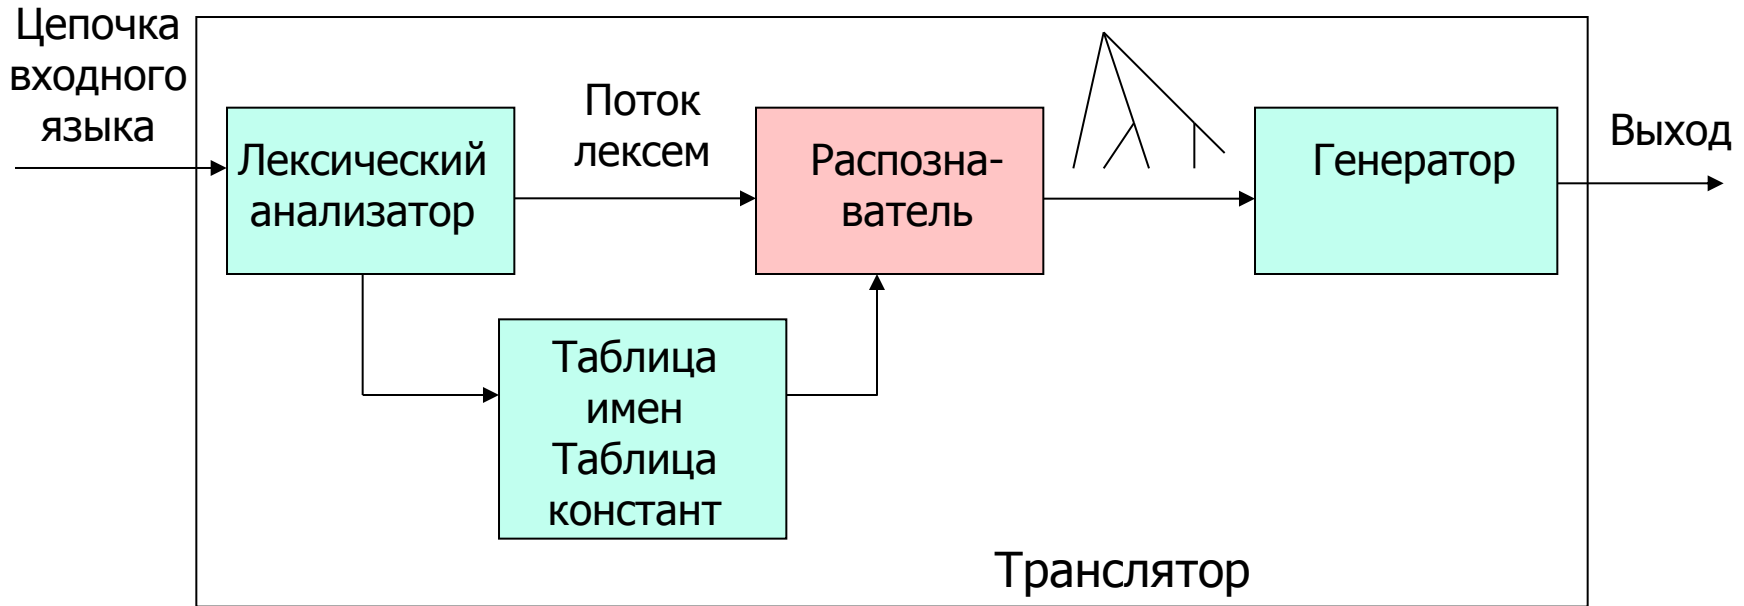 Цепочка
входного
языка
Лексический
анализатор
Поток
лексем
Распозна-
ватель
Генератор
Выход
Таблица
имен
Таблица
констант
Транслятор